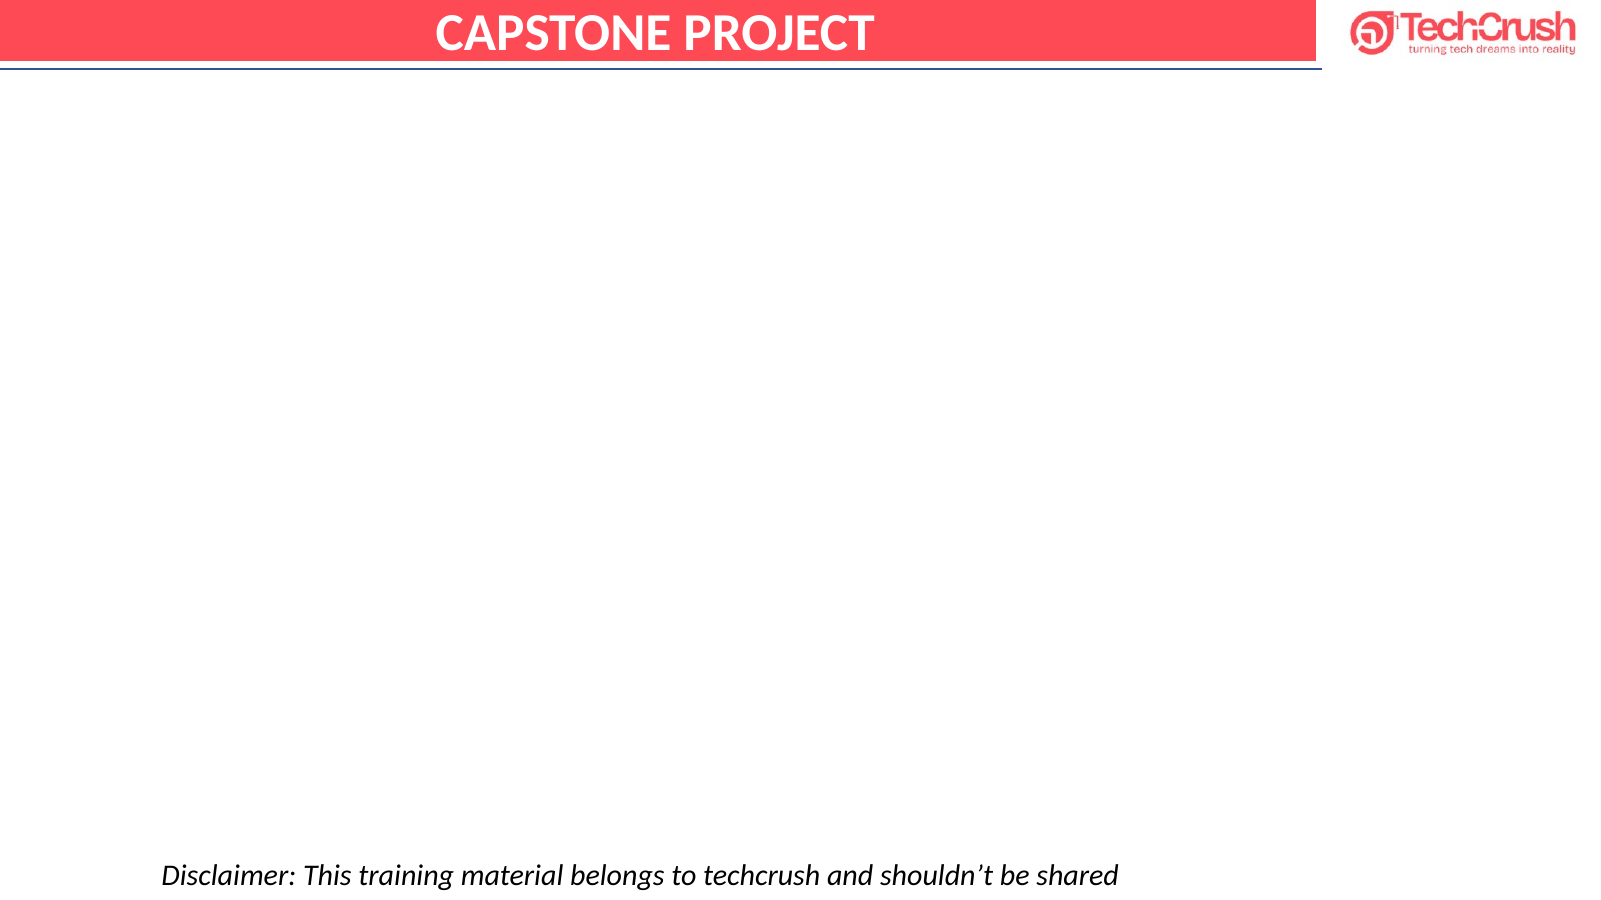 CAPSTONE PROJECT
TechCrush
turning tech dreams into reality
Disclaimer: This training material belongs to techcrush and shouldn’t be shared